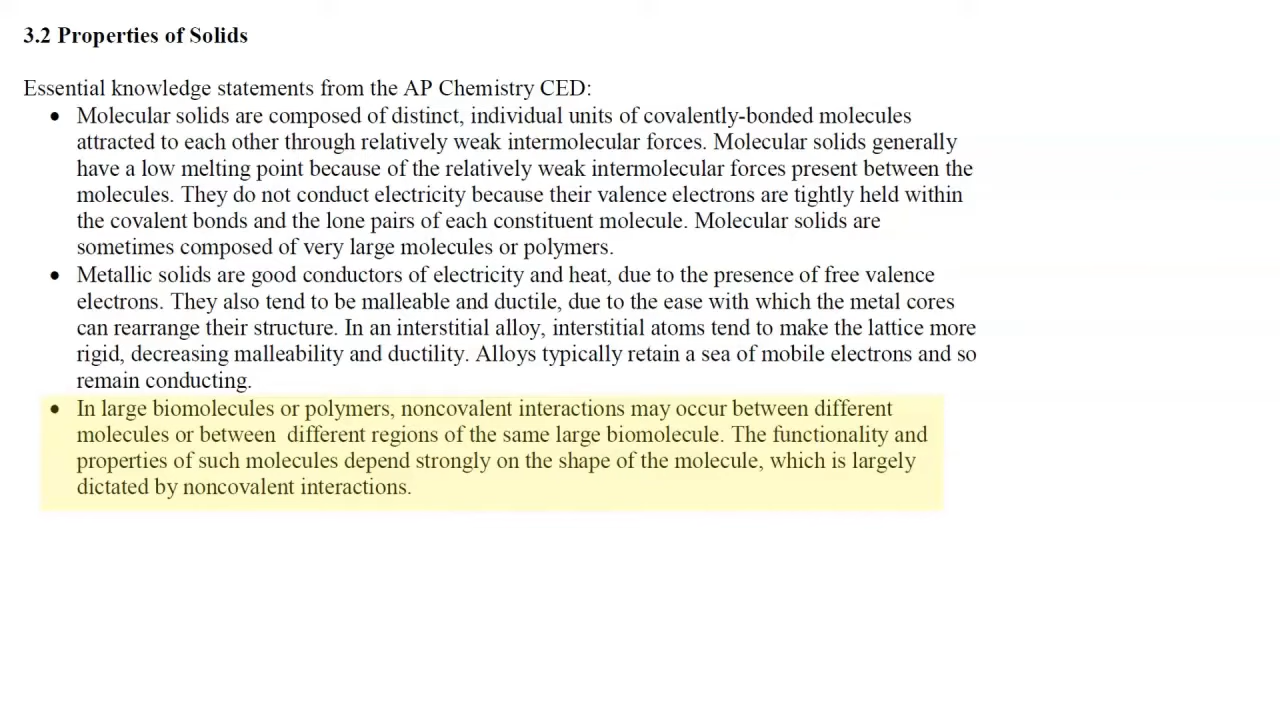 3.2 Properties of Solids
Essential knowledge statements from the AP Chemistry CED:
• Molecular solids are composed of distinct, individual units of covalently-bonded molecules
attracted to each other through relatively weak intermolecular forces. Molecular solids generally
have a low melting point because of the relatively weak intermolecular forces present between the
molecules. They do not conduct electricity because their valence electrons are tightly held within
the covalent bonds and the lone pairs of each constituent molecule. Molecular solids are
sometimes composed of very large molecules or polymers.
• Metallic solids are good conductors of electricity and heat, due to the presence of free valence
electrons. They also tend to be malleable and ductile, due to the ease with which the metal cores
can rearrange their structure. In an interstitial alloy, interstitial atoms tend to make the lattice more
rigid, decreasing malleability and ductility. Alloys typically retain a sea of mobile electrons and so
remain conducting.
• In large biomolecules or polymers, noncovalent interactions may occur between different
molecules or between  different regions of the same large biomolecule. The functionality and
properties of such molecules depend strongly on the shape of the molecule, which is largely
dictated by noncovalent interactions.